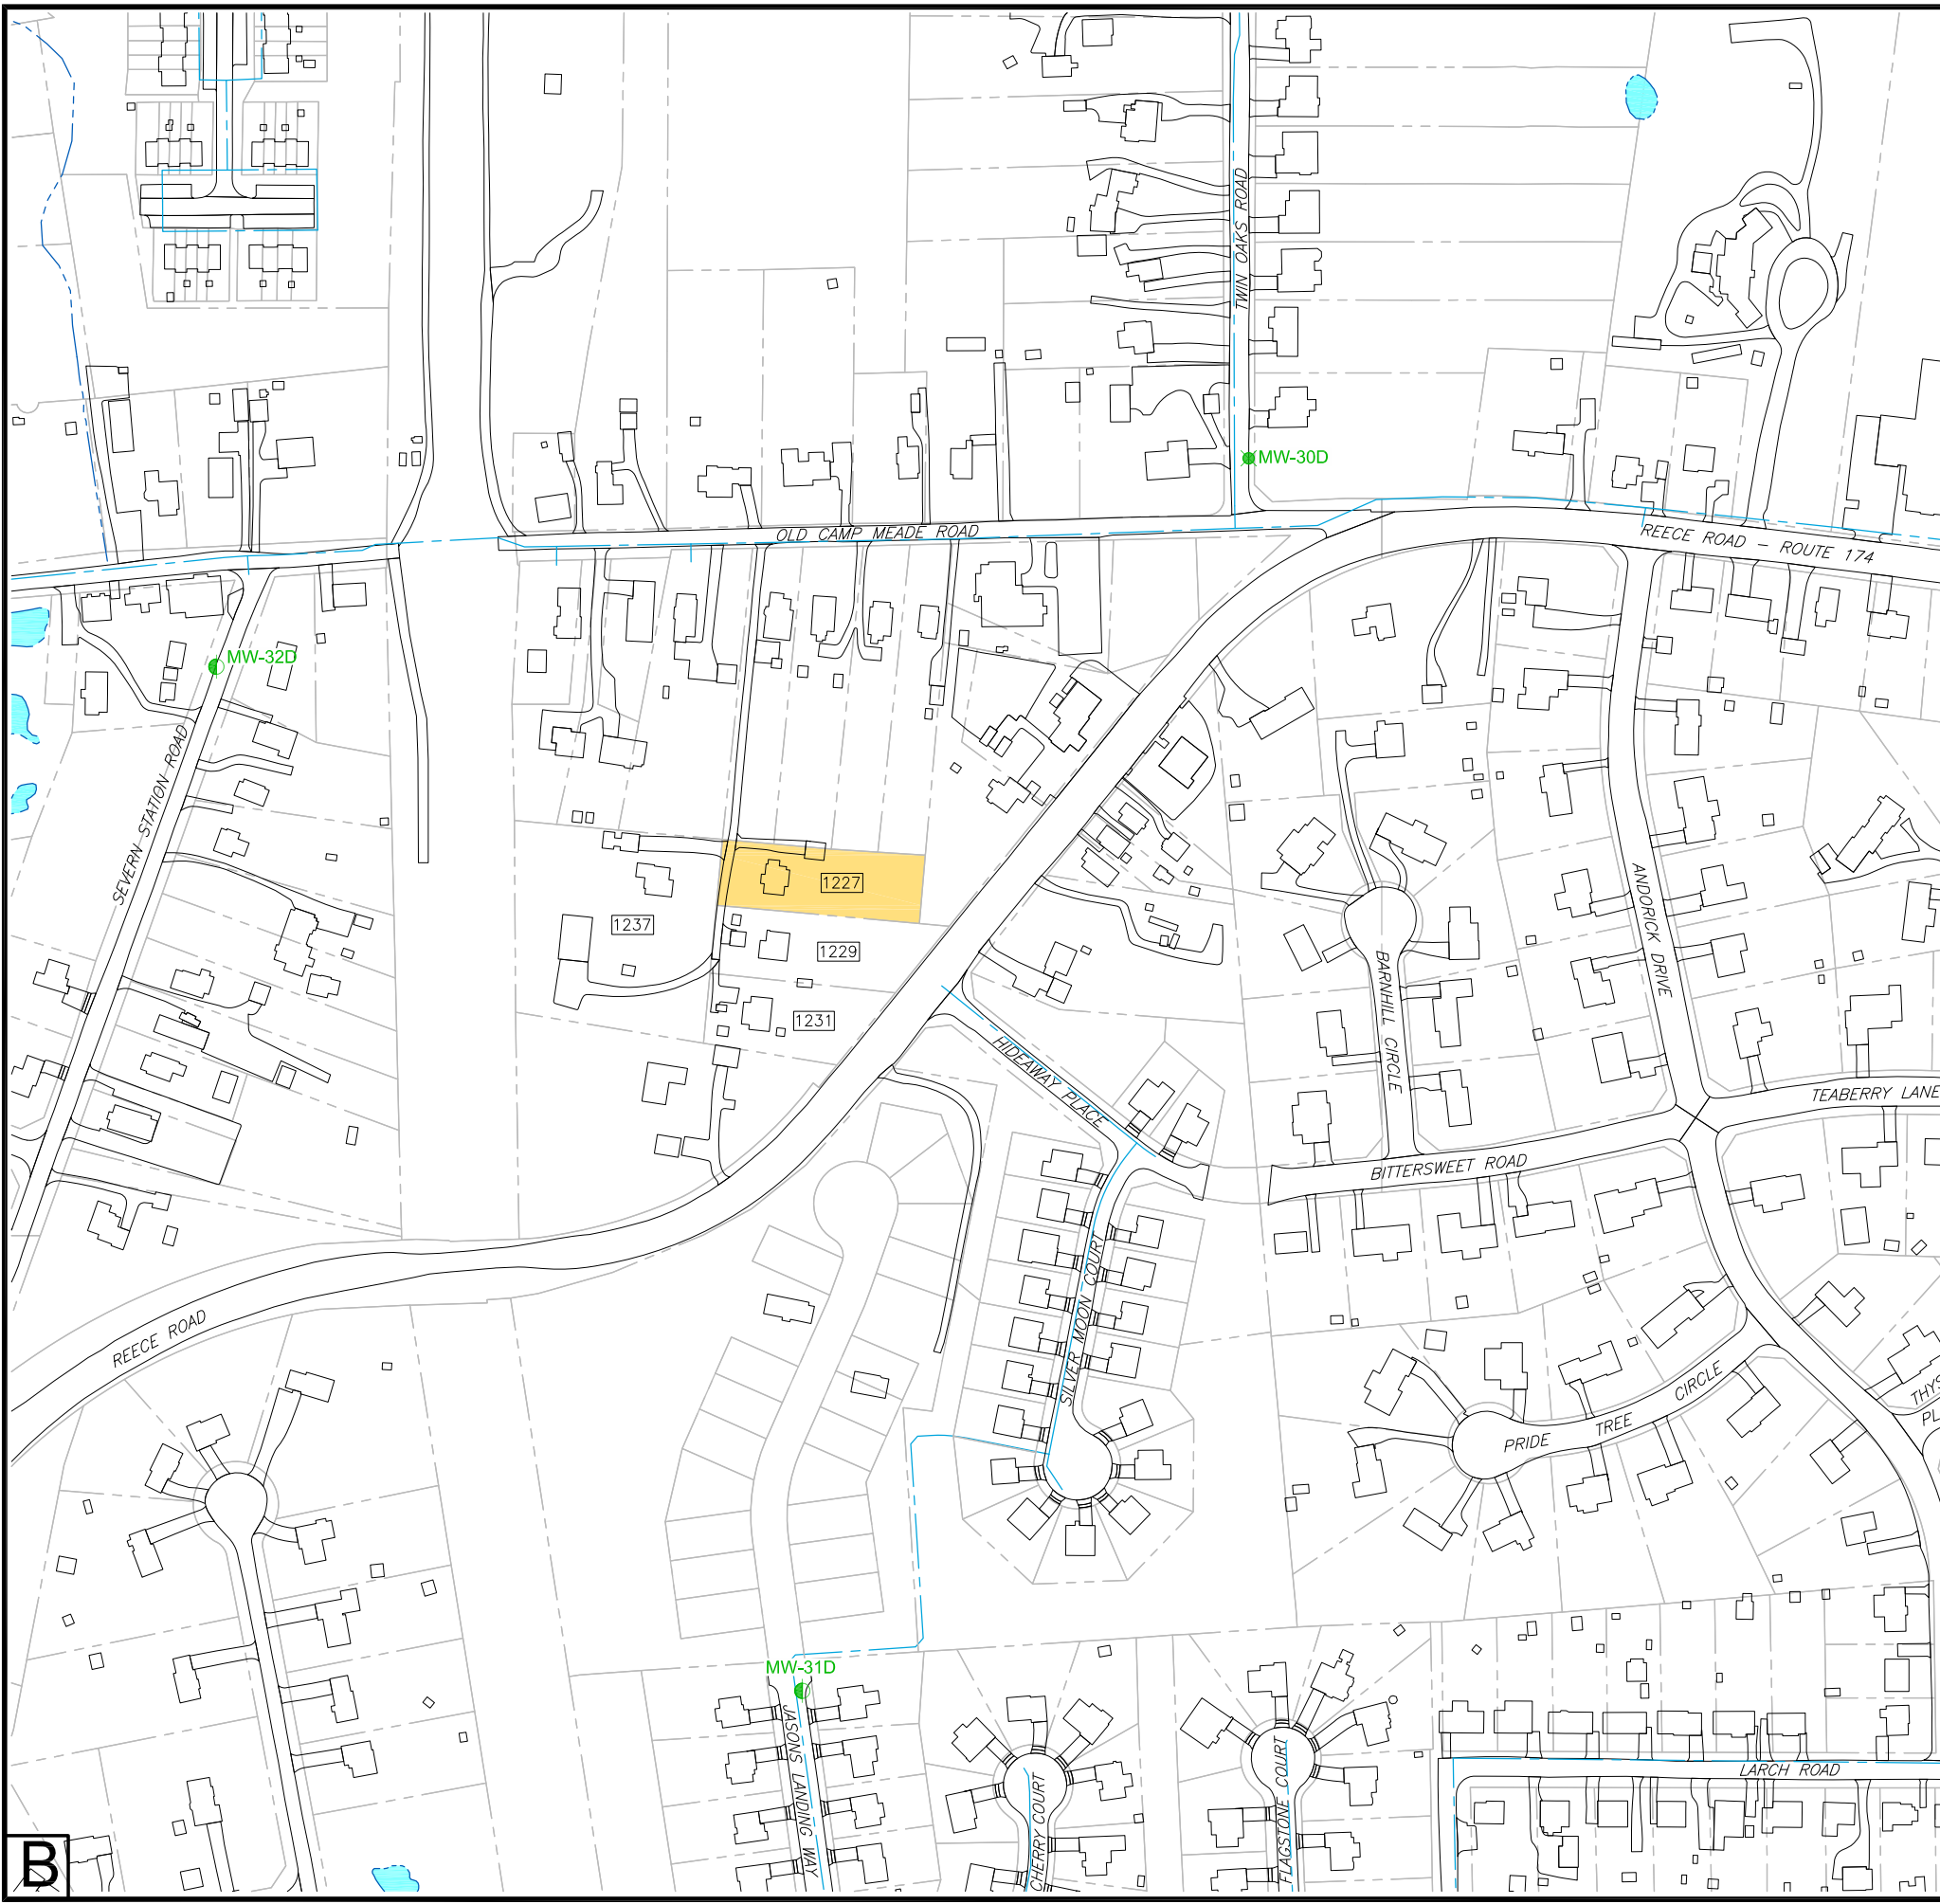 TWIN OAKS ROAD
MW-30D
OLD CAMP MEADE ROAD
REECE ROAD - ROUTE 174
MW-32D
SEVERN STATION ROAD
1227
1237
1229
1231
ANDORICK DRIVE
BARNHILL CIRCLE
HIDEAWAY PLACE
TEABERRY LANE
BITTERSWEET ROAD
SILVER MOON COURT
REECE ROAD
PRIDE TREE CIRCLE
THYS
PL
MW-31D
JASONS LANDING WAY
CHERRY COURT
FLAGSTONE COURT
LARCH ROAD
B